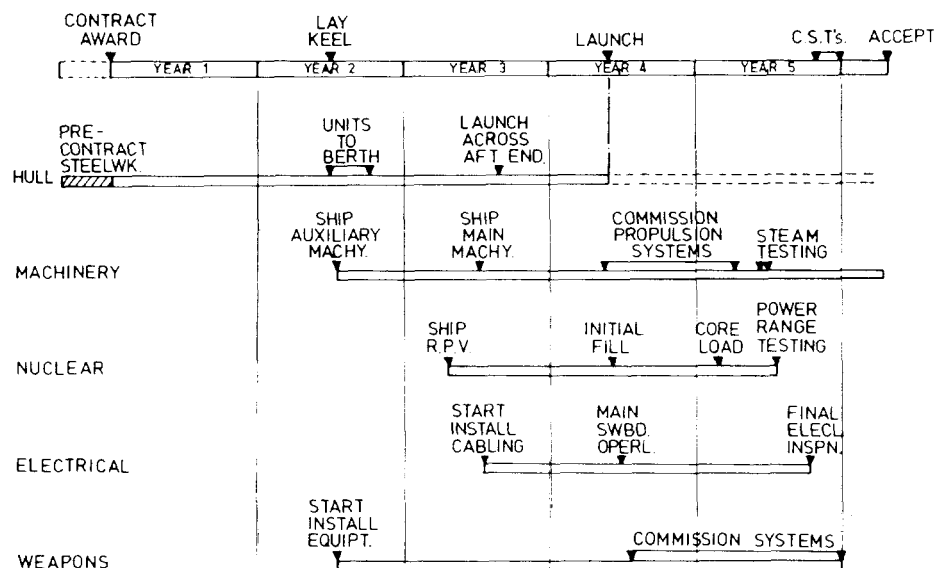 CONTRACT
AWARD
LAY
KEEL
LAUNCH
C.S.T's.
ACCEPT
YEAR 1
YEAR 2
YEAR 3
YEAR 4
YEAR 5
PRE-
CONTRACT
STEELWK.
UNITS
TO
BERTH
LAUNCH
ACROSS
AFT END.
HULL
SHIP
AUXILIARY
MACHY.
SHIP
MAIN
MACHY.
COMMISSION
PROPULSION
SYSTEMS
STEAM
TESTING
MACHINERY
SHIP
R.P.V.
INITIAL
FILL
CORE
LOAD
POWER
RANGE
TESTING
NUCLEAR
START
INSTALL
CABLING
MAIN
SWBD.
OPERL.
FINAL
ELECL.
INSPN.
ELECTRICAL
START
INSTALL
EQUIPT.
COMMISSION SYSTEMS
WEAPONS